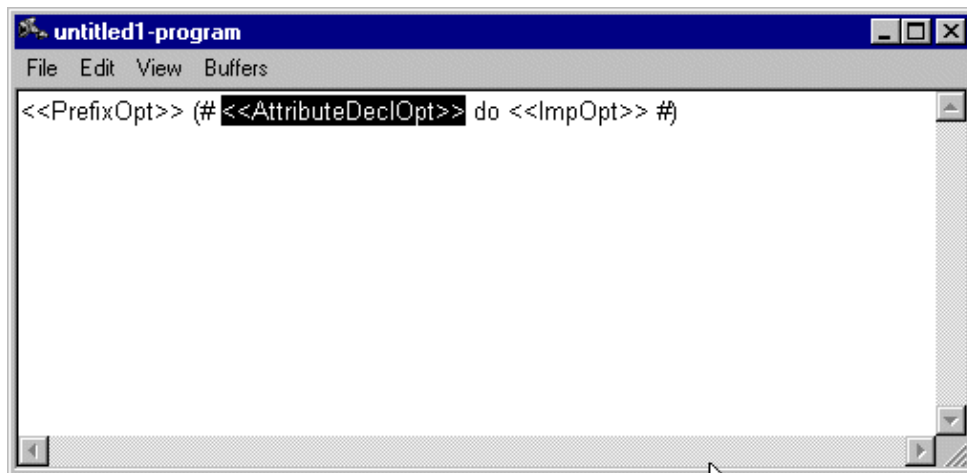 untitled1-program
File Edit View Buffers
<<PrefixOpt>> (# <<AttributeDeclOpt>> do <<ImpOpt>> #)